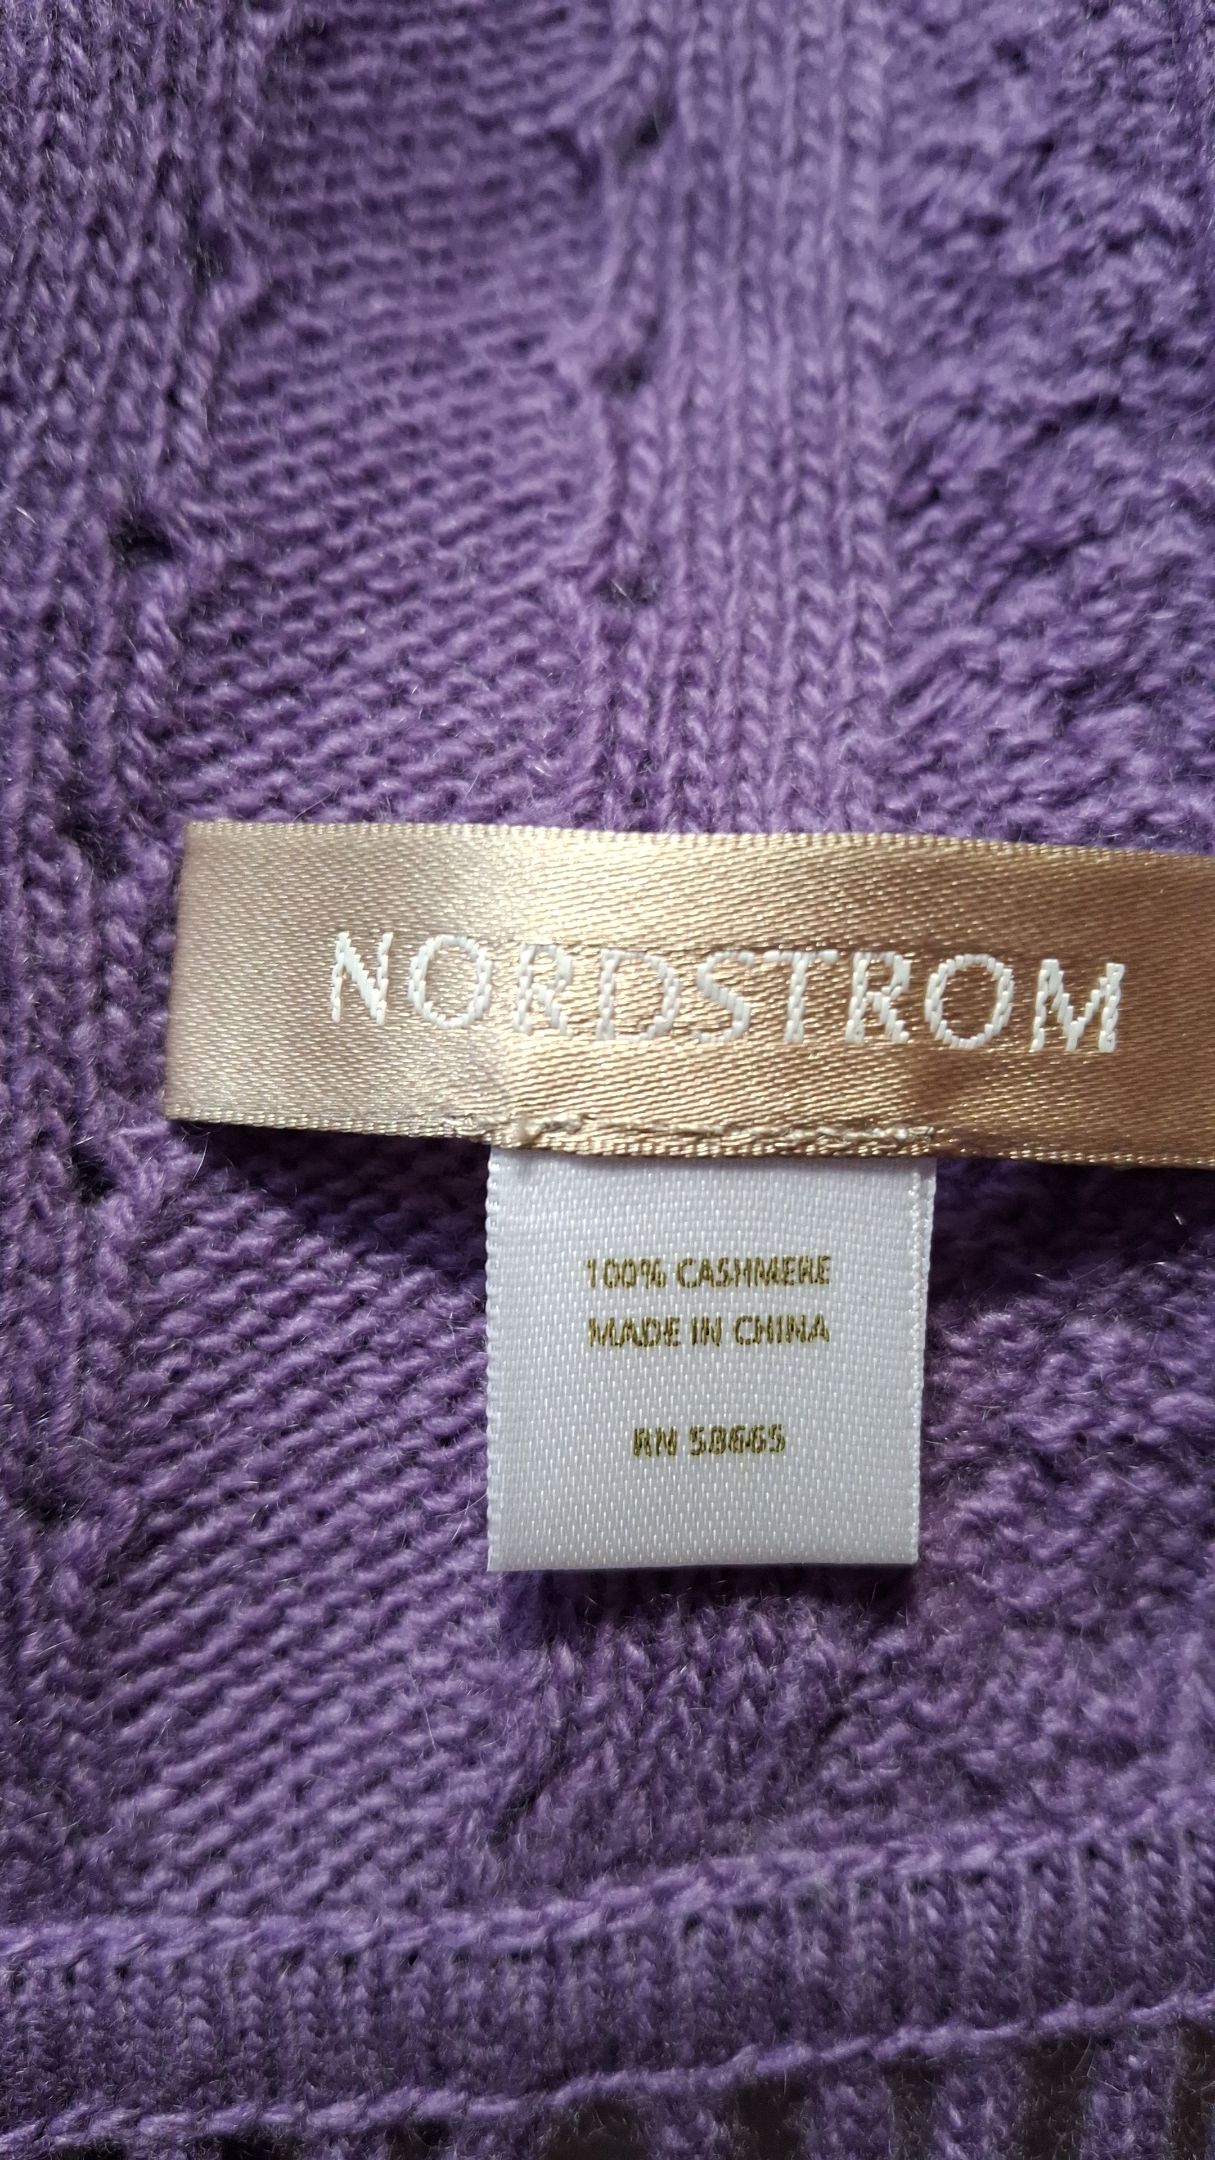 NORDSTROM
100% CASHMERE
MADE IN CHINA
RN 58665